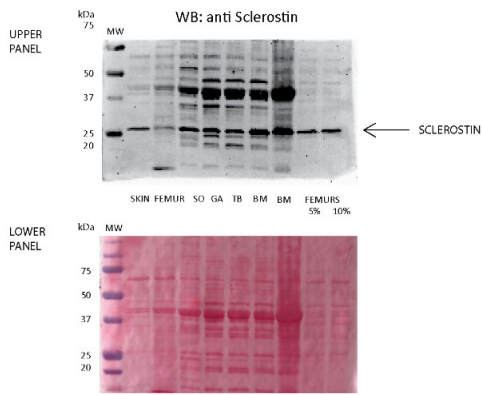 WB: anti Sclerostin
UPPER
PANEL
kDa
75
MW
50
37
25
20
SCLEROSTIN
SKIN FEMUR SO GA TB BM BM FEMURS
5% 10%
LOWER
PANEL
kDa
MW
75
50
37
25
20